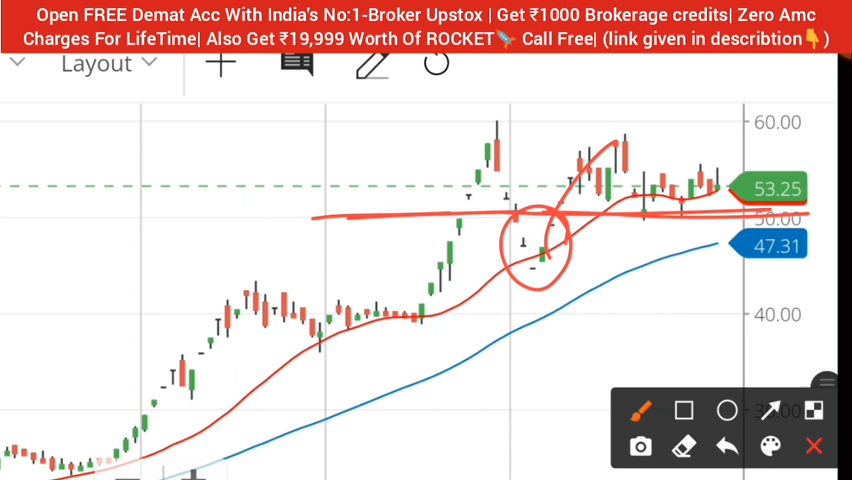 Open FREE Demat Acc With India's No:1-Broker Upstox | Get ₹1000 Brokerage credits| Zero Amc
Charges For LifeTime| Also Get ₹19,999 Worth Of ROCKET🚀 Call Free| (link given in describtion👇)
Layout
60.00
53.25
50.00
47.31
40.00
30.00